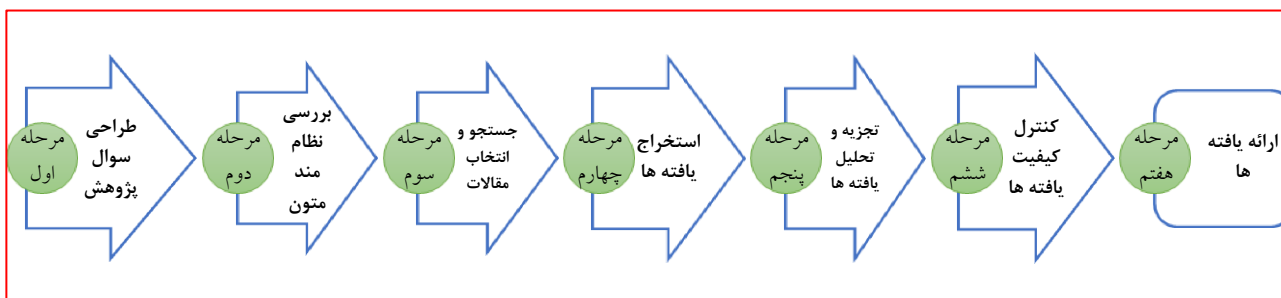 مرحله
اول
طراحی
سوال
پژوهش
مرحله
دوم
بررسی
نظام
مند
متون
مرحله
سوم
جستجو و
انتخاب
مقالات
مرحله
چهارم
استخراج
یافته ها
مرحله
پنجم
تجزیه و
تحلیل
یافته ها
مرحله
ششم
کنترل
کیفیت
یافته ها
مرحله
هفتم
ارائه یافته
ها